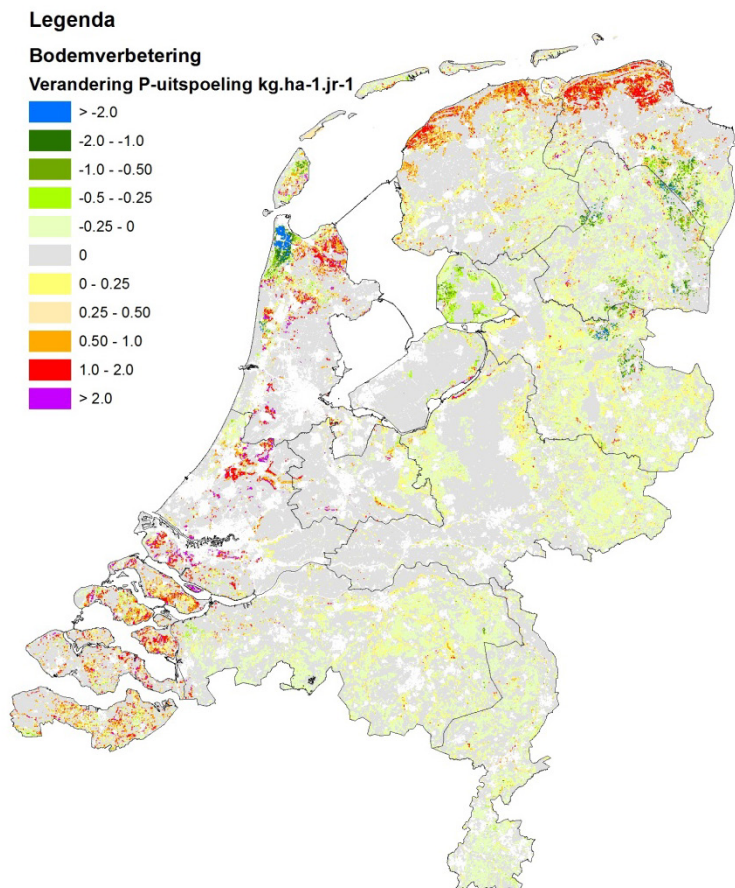 Legenda
Bodemverbetering
Verandering P-uitspoeling kg.ha-1.jr-1
> -2.0
-2.0 - -1.0
-1.0 - -0.50
-0.5 - -0.25
-0.25 - 0
0
0 - 0.25
0.25 - 0.50
0.50 - 1.0
1.0 - 2.0
> 2.0